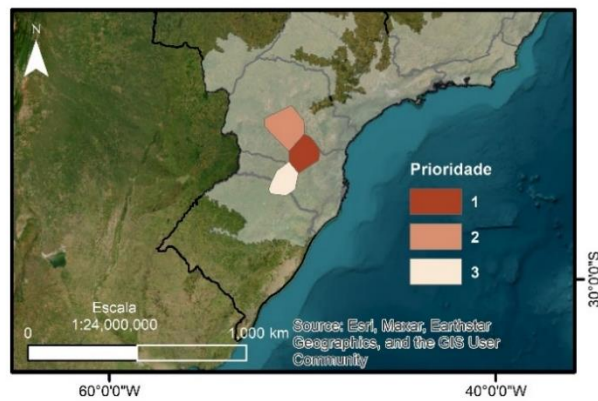 N
Prioridade
1
2
3
Escala
1:24,000,000
0
1,000 km
Source: Esri, Maxar, Earthstar
Geographics, and the GIS User
Community
30°0'0"S
60°0'0"W
40°0'0"W